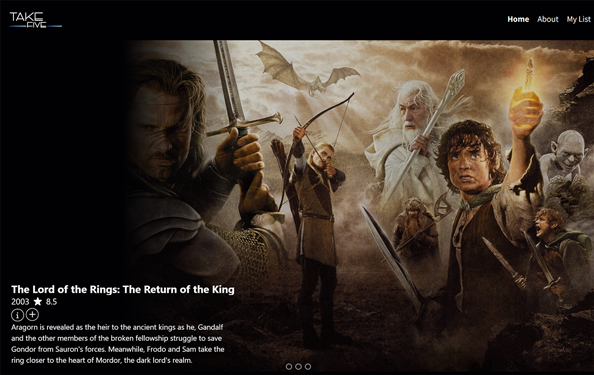 TAKE
FIVE
Home About My List
The Lord of the Rings: The Return of the King
2003 ★ 8.5
Aragorn is revealed as the heir to the ancient kings as he, Gandalf
and the other members of the broken fellowship struggle to save
Gondor from Sauron's forces. Meanwhile, Frodo and Sam take the
ring closer to the heart of Mordor, the dark lord's realm.